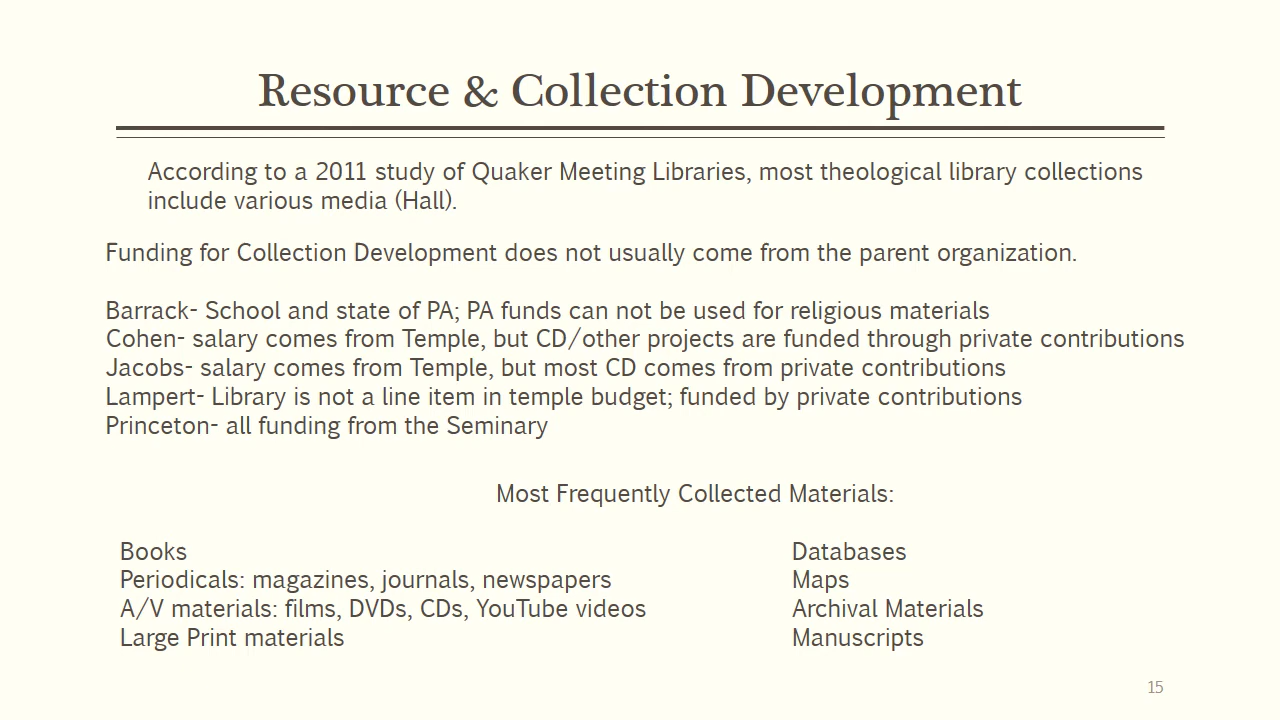 Resource & Collection Development
According to a 2011 study of Quaker Meeting Libraries, most theological library collections
include various media (Hall).
Funding for Collection Development does not usually come from the parent organization.
Barrack- School and state of PA; PA funds can not be used for religious materials
Cohen- salary comes from Temple, but CD/other projects are funded through private contributions
Jacobs- salary comes from Temple, but most CD comes from private contributions
Lampert- Library is not a line item in temple budget; funded by private contributions
Princeton- all funding from the Seminary
Most Frequently Collected Materials:
Books
Periodicals: magazines, journals, newspapers
A/V materials: films, DVDs, CDs, YouTube videos
Large Print materials
Databases
Maps
Archival Materials
Manuscripts
15